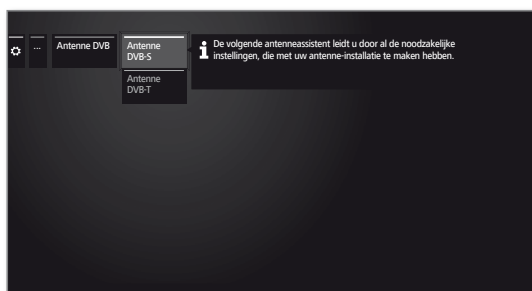 ...
Antenne DVB
Antenne
DVB-S
De volgende antenneassistent leidt u door al de noodzakelijke
instellingen, die met uw antenne-installatie te maken hebben.
Antenne
DVB-T